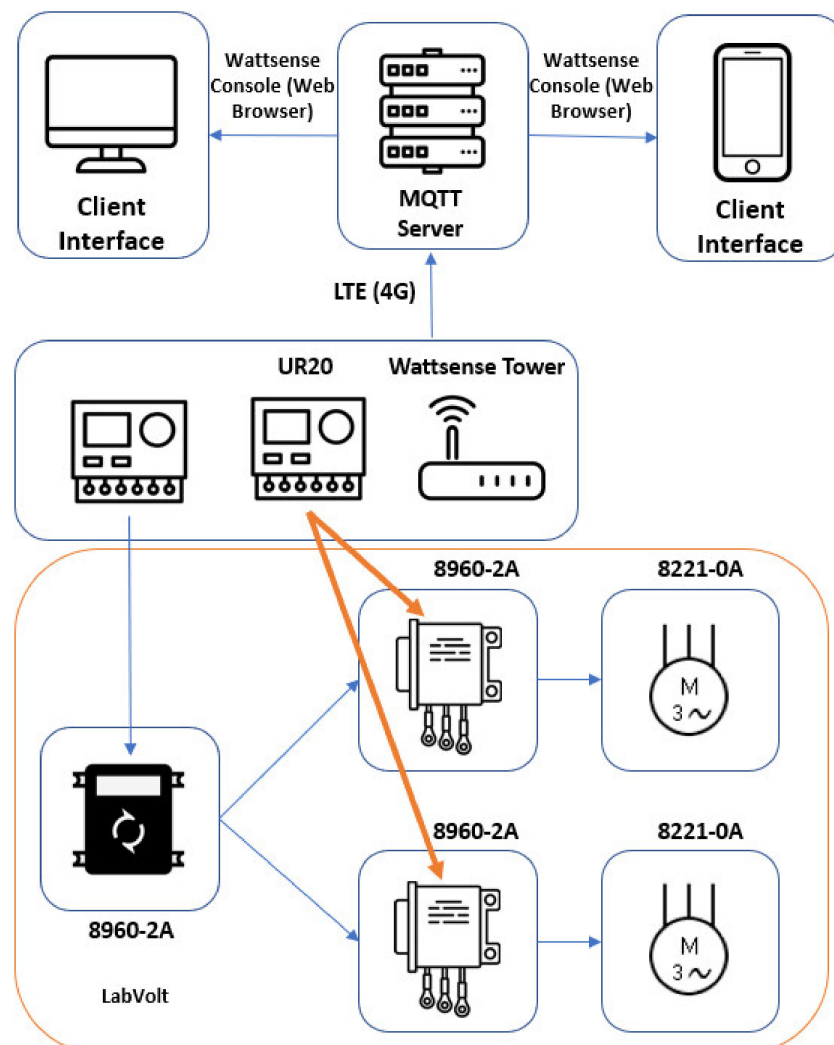 Wattsense
Console (Web
Browser)
Wattsense
Console (Web
Browser)
Client
Interface
MQTT
Server
Client
Interface
LTE (4G)
UR20
Wattsense Tower
8960-2A
8221-0A
M
3
8960-2A
8221-0A
8960-2A
M
3
LabVolt